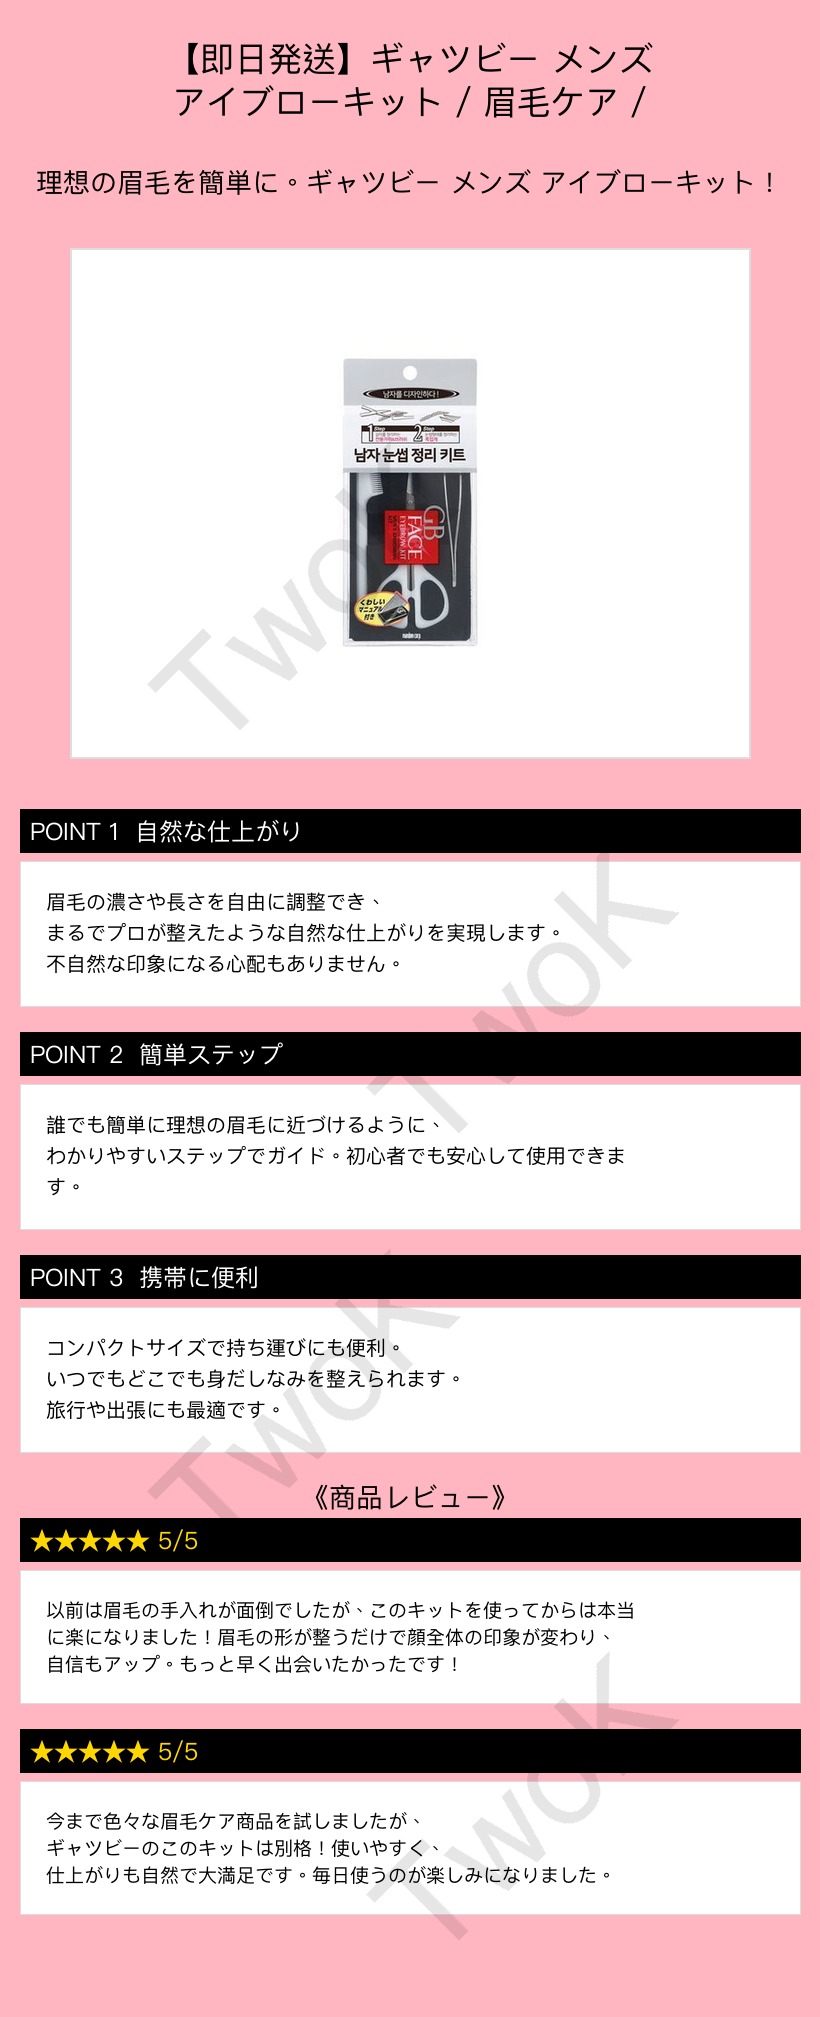 【即日発送】ギャツビー メンズ
アイブローキット / 眉毛ケア /
理想の眉毛を簡単に。ギャツビー メンズ アイブローキット！
남자를 디자인하다!
1 Step
2 Step
남자 눈썹 정리 키트
GB
FACE
EYEBROW KIT
くわしい
マニュアル
付き
mandom corp.
TwoK
POINT 1 自然な仕上がり
眉毛の濃さや長さを自由に調整でき、
まるでプロが整えたような自然な仕上がりを実現します。
不自然な印象になる心配もありません。
TwoK
POINT 2 簡単ステップ
誰でも簡単に理想の眉毛に近づけるように、
わかりやすいステップでガイド。初心者でも安心して使用できま
す。
POINT 3 携帯に便利
コンパクトサイズで持ち運びにも便利。
いつでもどこでも身だしなみを整えられます。
旅行や出張にも最適です。
TwoK
《商品レビュー》
★★★★★ 5/5
以前は眉毛の手入れが面倒でしたが、このキットを使ってからは本当
に楽になりました！眉毛の形が整うだけで顔全体の印象が変わり、
自信もアップ。もっと早く出会いたかったです！
★★★★★ 5/5
今まで色々な眉毛ケア商品を試しましたが、
ギャツビーのこのキットは別格！使いやすく、
仕上がりも自然で大満足です。毎日使うのが楽しみになりました。
TwoK